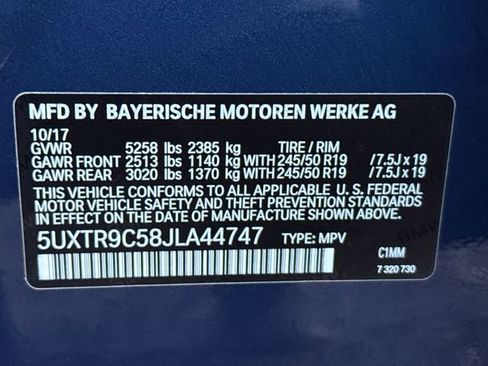 MFD BY BAYERISCHE MOTOREN WERKE AG
10/17
GVWR 5258 lbs 2385 kg TIRE / RIM
GAWR FRONT 2513 lbs 1140 kg WITH 245/50 R19 /7.5J x 19
GAWR REAR 3020 lbs 1370 kg WITH 245/50 R19 /7.5J x 19
THIS VEHICLE CONFORMS TO ALL APPLICABLE U. S. FEDERAL
MOTOR VEHICLE SAFETY, BUMPER, AND THEFT PREVENTION
STANDARDS IN EFFECT ON THE DATE OF MANUFACTURE SHOWN ABOVE.
5UXTR9C58JLA44747 TYPE: MPV
C1MM
7 320 730